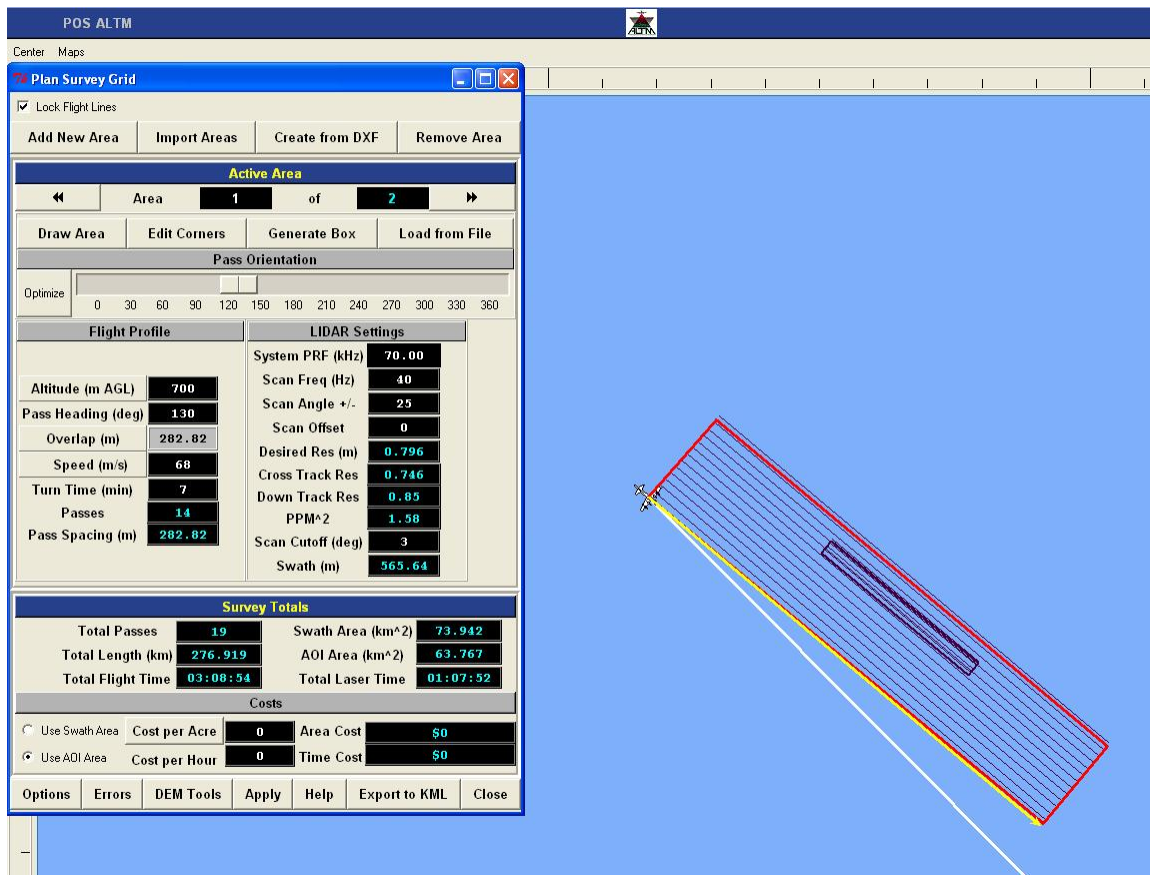 POS ALTM
ALTM
Center Maps
Plan Survey Grid
Lock Flight Lines
Add New Area Import Areas Create from DXF Remove Area
Active Area
Area 1 of 2
Draw Area Edit Corners Generate Box Load from File
Pass Orientation
Optimize
0 30 60 90 120 150 180 210 240 270 300 330 360
Flight Profile LIDAR Settings
System PRF (kHz) 70.00
Altitude (m AGL) 700 Scan Freq (Hz) 40
Pass Heading (deg) 130 Scan Angle +/- 25
Overlap (m) 282.82 Scan Offset 0
Speed (m/s) 68 Desired Res (m) 0.796
Turn Time (min) 7 Cross Track Res 0.746
Passes 14 Down Track Res 0.85
Pass Spacing (m) 282.82 PPM^2 1.58
Scan Cutoff (deg) 3
Swath (m) 565.64
Survey Totals
Total Passes 19 Swath Area (km^2) 73.942
Total Length (km) 276.919 AOI Area (km^2) 63.767
Total Flight Time 03:08:54 Total Laser Time 01:07:52
Costs
Use Swath Area Cost per Acre 0 Area Cost $0
Use AOI Area Cost per Hour 0 Time Cost $0
Options Errors DEM Tools Apply Help Export to KML Close